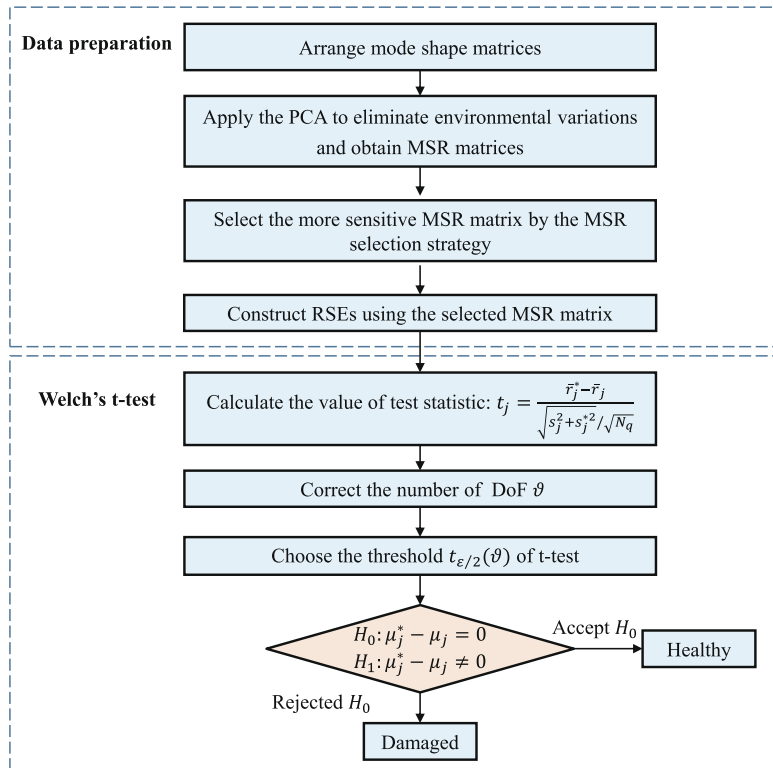 Data preparation
Arrange mode shape matrices
Apply the PCA to eliminate environmental variations
and obtain MSR matrices
Select the more sensitive MSR matrix by the MSR
selection strategy
Construct RSEs using the selected MSR matrix
Welch's t-test
Calculate the value of test statistic: $t_j = \frac{\bar{r}_j^* - \bar{r}_j}{\sqrt{s_j^2 + s_j^{*2}}/\sqrt{N_q}}$
Correct the number of DoF $\vartheta$
Choose the threshold $t_{\varepsilon/2}(\vartheta)$ of t-test
$H_0: \mu_j^* - \mu_j = 0$
$H_1: \mu_j^* - \mu_j \neq 0$
Accept $H_0$
Healthy
Rejected $H_0$
Damaged